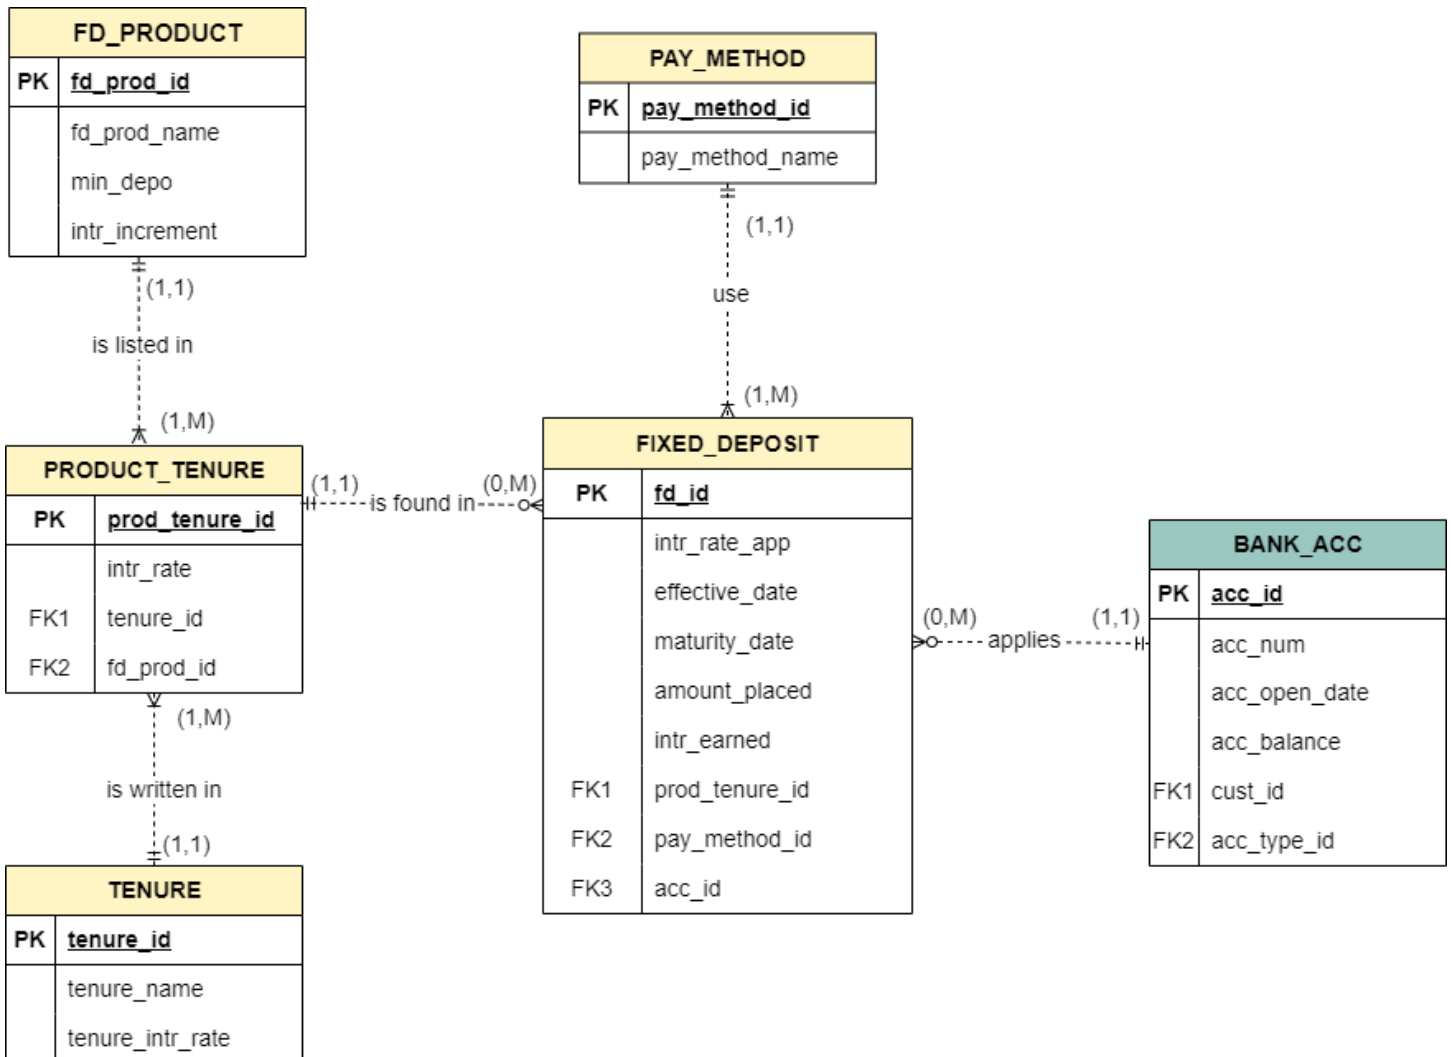 FD_PRODUCT
PK fd_prod_id
fd_prod_name
min_depo
intr_increment
(1,1)
is listed in
(1,M)
PAY_METHOD
PK pay_method_id
pay_method_name
(1,1)
use
(1,M)
PRODUCT_TENURE
PK prod_tenure_id
intr_rate
FK1 tenure_id
FK2 fd_prod_id
(1,1)
is found in
(0,M)
FIXED_DEPOSIT
PK fd_id
intr_rate_app
effective_date
maturity_date
amount_placed
intr_earned
FK1 prod_tenure_id
FK2 pay_method_id
FK3 acc_id
(0,M)
applies
(1,1)
BANK_ACC
PK acc_id
acc_num
acc_open_date
acc_balance
FK1 cust_id
FK2 acc_type_id
(1,M)
is written in
(1,1)
TENURE
PK tenure_id
tenure_name
tenure_intr_rate